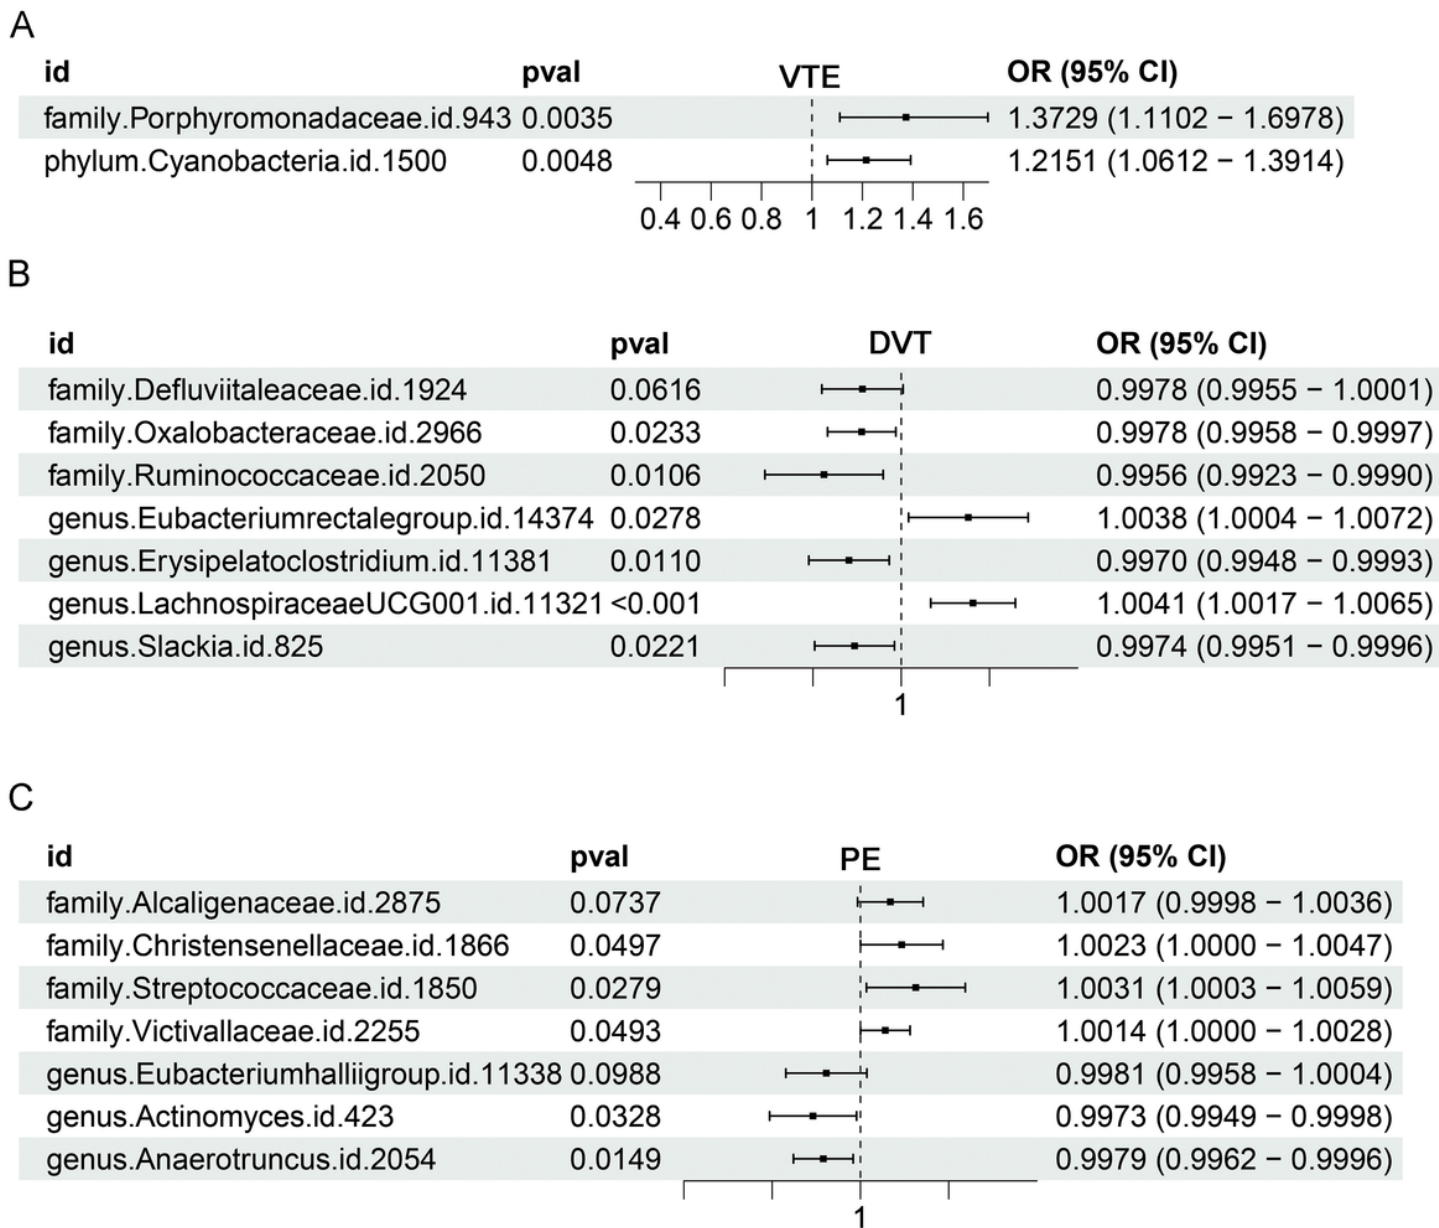 A
id pval VTE OR (95% CI)
family.Porphyromonadaceae.id.943 0.0035 1.3729 (1.1102 − 1.6978)
phylum.Cyanobacteria.id.1500 0.0048 1.2151 (1.0612 − 1.3914)
0.4 0.6 0.8 1 1.2 1.4 1.6
B
id pval DVT OR (95% CI)
family.Defluviitaleaceae.id.1924 0.0616 0.9978 (0.9955 − 1.0001)
family.Oxalobacteraceae.id.2966 0.0233 0.9978 (0.9958 − 0.9997)
family.Ruminococcaceae.id.2050 0.0106 0.9956 (0.9923 − 0.9990)
genus.Eubacteriumrectalegroup.id.14374 0.0278 1.0038 (1.0004 − 1.0072)
genus.Erysipelatoclostridium.id.11381 0.0110 0.9970 (0.9948 − 0.9993)
genus.LachnospiraceaeUCG001.id.11321 <0.001 1.0041 (1.0017 − 1.0065)
genus.Slackia.id.825 0.0221 0.9974 (0.9951 − 0.9996)
1
C
id pval PE OR (95% CI)
family.Alcaligenaceae.id.2875 0.0737 1.0017 (0.9998 − 1.0036)
family.Christensenellaceae.id.1866 0.0497 1.0023 (1.0000 − 1.0047)
family.Streptococcaceae.id.1850 0.0279 1.0031 (1.0003 − 1.0059)
family.Victivallaceae.id.2255 0.0493 1.0014 (1.0000 − 1.0028)
genus.Eubacteriumhalliigroup.id.11338 0.0988 0.9981 (0.9958 − 1.0004)
genus.Actinomyces.id.423 0.0328 0.9973 (0.9949 − 0.9998)
genus.Anaerotruncus.id.2054 0.0149 0.9979 (0.9962 − 0.9996)
1